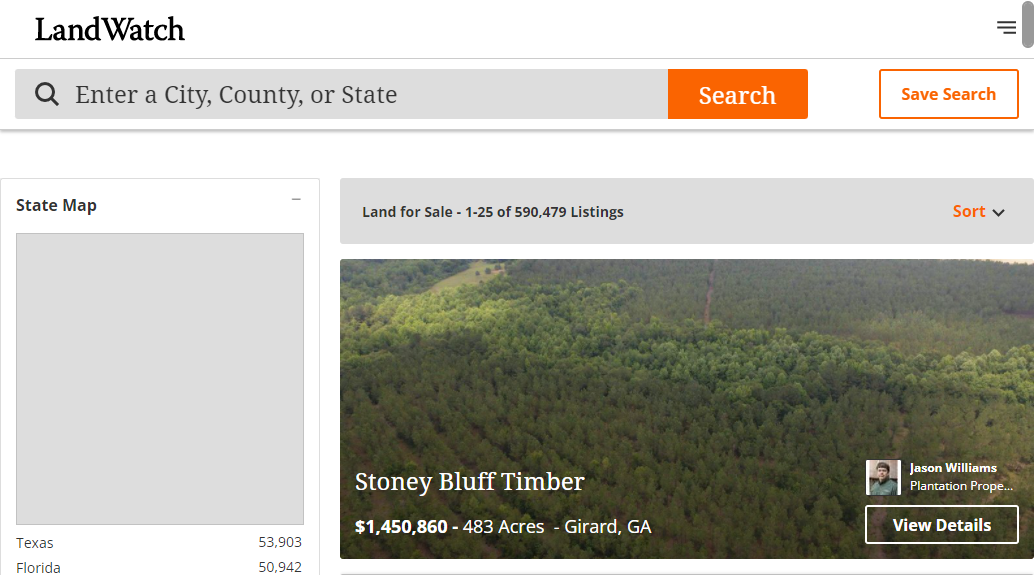 LandWatch
Enter a City, County, or State
Search
Save Search
State Map
Land for Sale - 1-25 of 590,479 Listings
Sort
Stoney Bluff Timber
$1,450,860 - 483 Acres - Girard, GA
Jason Williams
Plantation Prope...
View Details
Texas 53,903
Florida 50,942